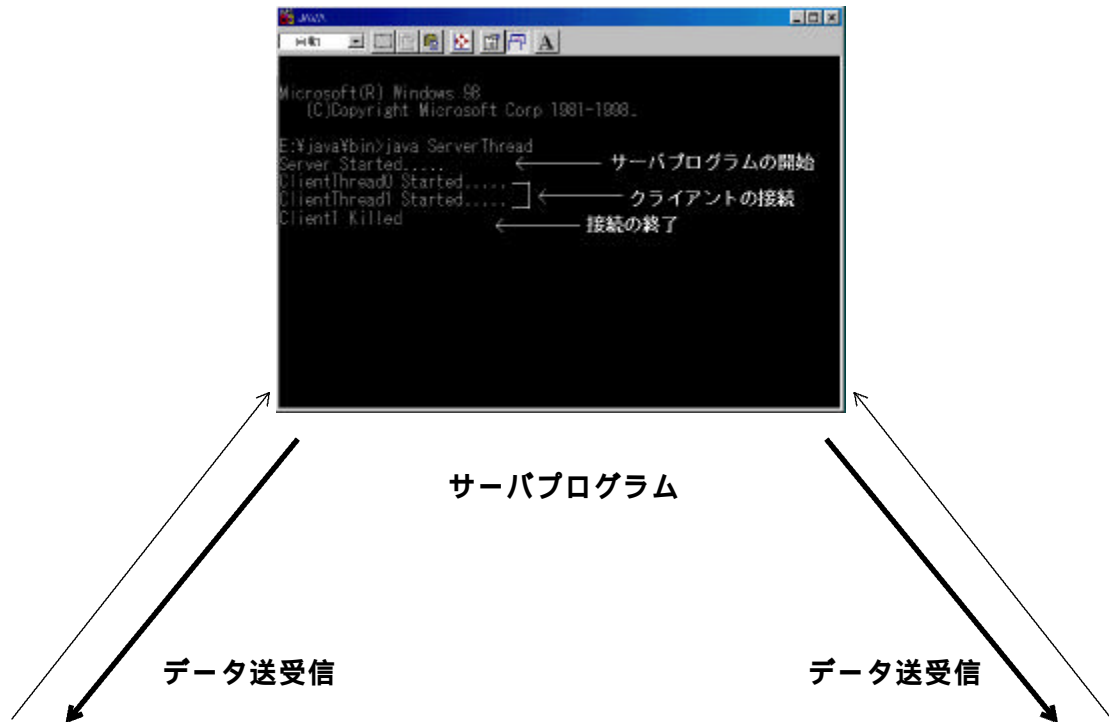 JAVA
自動
A
Microsoft(R) Windows 98
(C)Copyright Microsoft Corp 1981-1998.
E:¥java¥bin>java ServerThread
Server Started.....
サーバプログラムの開始
ClientThread0 Started.....
ClientThread1 Started.....
クライアントの接続
Client1 Killed
接続の終了
サーバプログラム
データ送受信
データ送受信